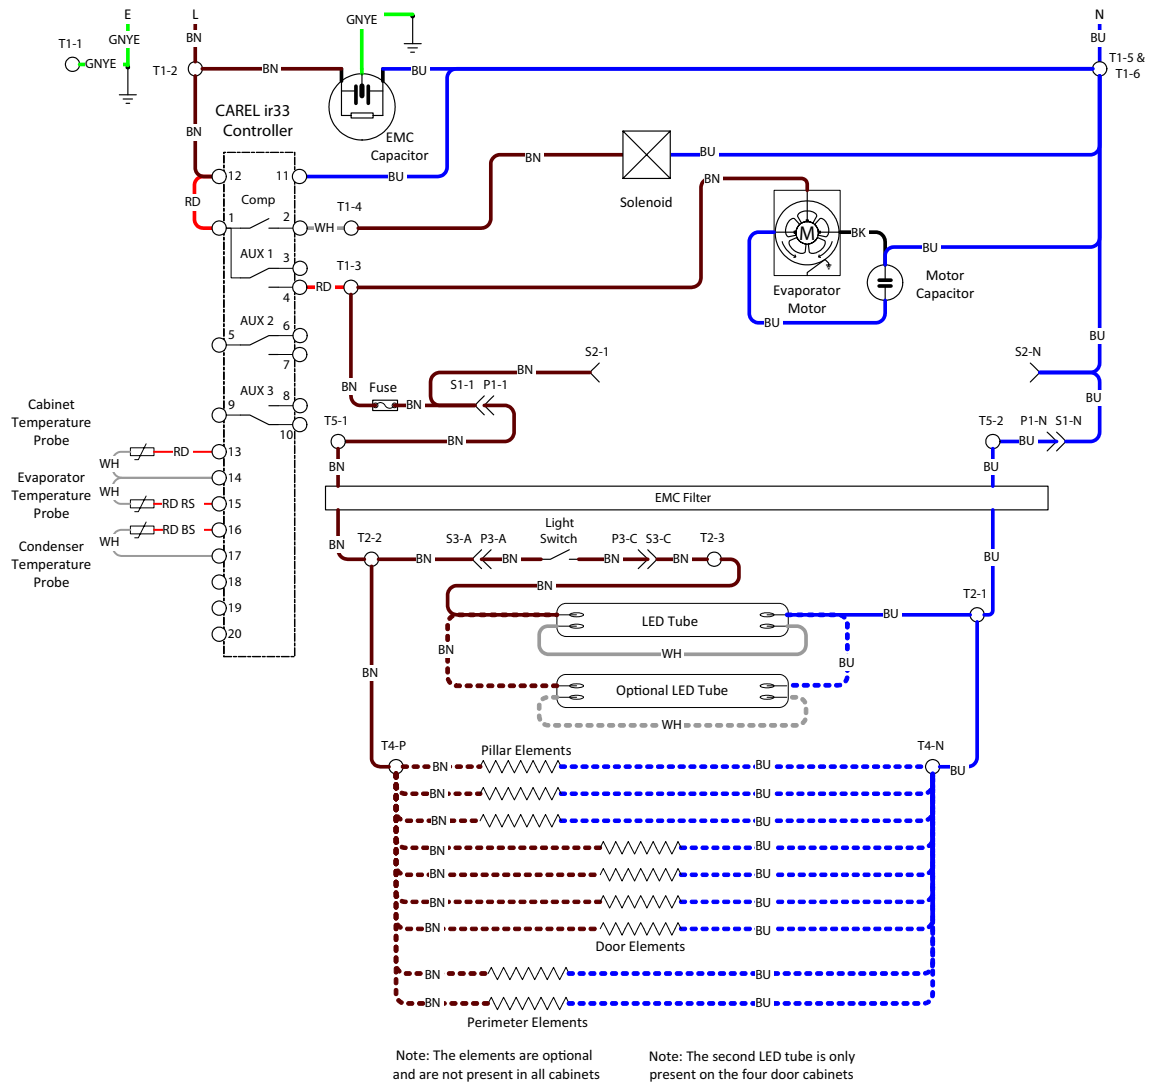 E
L
GNYE
N
GNYE
BN
BU
T1-1
GNYE
T1-2
BN
BU
T1-5 &
T1-6
CAREL ir33
Controller
BN
EMC
Capacitor
BN
BU
12
11
BU
RD
BN
Solenoid
Comp
1
2
WH
T1-4
M
BK
BU
AUX 1
3
4
RD
T1-3
Evaporator
Motor
Motor
Capacitor
BU
AUX 2
5
6
7
BU
S2-1
S2-N
BN
BN
Fuse
BN
S1-1
P1-1
BU
AUX 3
8
9
10
Cabinet
Temperature
Probe
T5-1
BN
T5-2
BU
P1-N
S1-N
RD
13
WH
BN
BU
14
Evaporator
Temperature
Probe
WH
RD RS
15
EMC Filter
RD BS
16
Condenser
Temperature
Probe
WH
17
BN
T2-2
BN
S3-A
P3-A
BN
Light
Switch
BN
P3-C
S3-C
BN
T2-3
BU
18
BN
T2-1
19
LED Tube
BU
20
BN
WH
BU
BN
Optional LED Tube
WH
T4-P
Pillar Elements
T4-N
BN
BU
BU
BN
BU
BN
BU
BN
BU
BN
BU
BN
BU
BN
BU
Door Elements
BN
BU
BN
BU
Perimeter Elements
Note: The elements are optional
and are not present in all cabinets
Note: The second LED tube is only
present on the four door cabinets